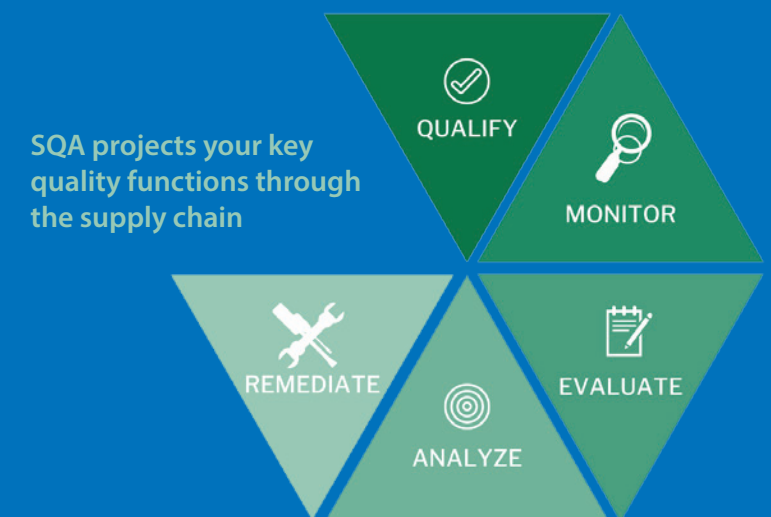 SQA projects your key
quality functions through
the supply chain
QUALIFY
MONITOR
EVALUATE
ANALYZE
REMEDIATE